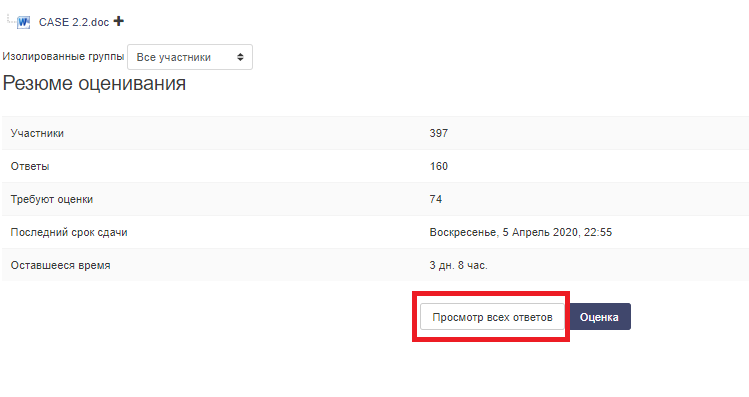 CASE 2.2.doc
Изолированные группы Все участники
Резюме оценивания
Участники 397
Ответы 160
Требуют оценки 74
Последний срок сдачи Воскресенье, 5 Апрель 2020, 22:55
Оставшееся время 3 дн. 8 час.
Просмотр всех ответов Оценка